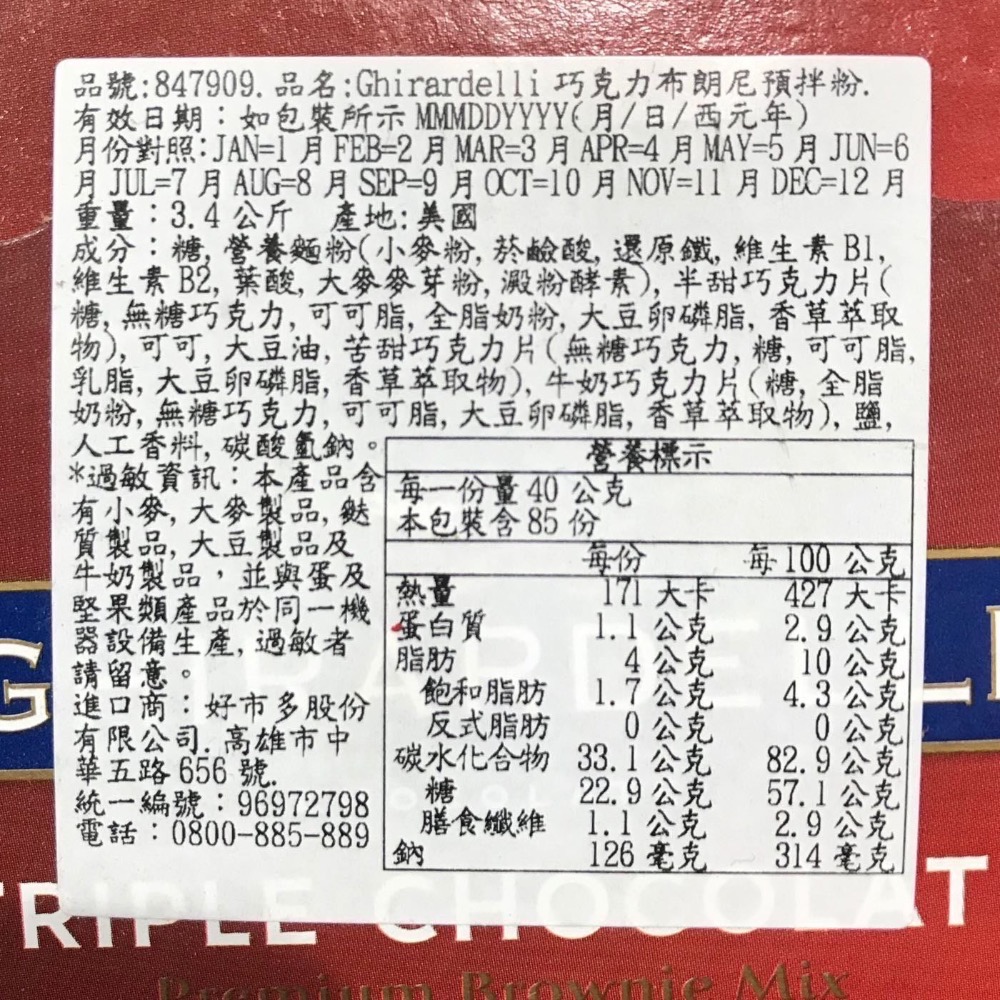 品號:847909. 品名:Ghirardelli 巧克力布朗尼預拌粉.
有效日期：如包裝所示 MMMDDYYYY(月/日/西元年)
月份對照:JAN=1 月 FEB=2 月 MAR=3 月 APR=4 月 MAY=5 月 JUN=6
月 JUL=7 月 AUG=8 月 SEP=9 月 OCT=10 月 NOV=11 月 DEC=12 月
重量：3.4 公斤 產地:美國
成分：糖, 營養麵粉(小麥粉, 菸鹼酸, 還原鐵, 維生素 B1,
維生素 B2, 葉酸, 大麥麥芽粉, 澱粉酵素), 半甜巧克力片(
糖, 無糖巧克力, 可可脂, 全脂奶粉, 大豆卵磷脂, 香草萃取
物), 可可, 大豆油, 苦甜巧克力片(無糖巧克力, 糖, 可可脂,
乳脂, 大豆卵磷脂, 香草萃取物), 牛奶巧克力片(糖, 全脂
奶粉, 無糖巧克力, 可可脂, 大豆卵磷脂, 香草萃取物), 鹽,
人工香料, 碳酸氫鈉。
*過敏資訊：本產品含
有小麥, 大麥製品, 麩
質製品, 大豆製品及
牛奶製品，並與蛋及
堅果類產品於同一機
器設備生產, 過敏者
請留意。
進口商：好市多股份
有限公司. 高雄市中
華五路 656 號.
統一編號：96972798
電話：0800-885-889
營養標示
每一份量 40 公克
本包裝含 85 份
每份 每 100 公克
熱量 171 大卡 427 大卡
蛋白質 1.1 公克 2.9 公克
脂肪 4 公克 10 公克
飽和脂肪 1.7 公克 4.3 公克
反式脂肪 0 公克 0 公克
碳水化合物 33.1 公克 82.9 公克
糖 22.9 公克 57.1 公克
膳食纖維 1.1 公克 2.9 公克
鈉 126 毫克 314 毫克
TRIPLE CHOCOLAT
Premium Brownie Mix